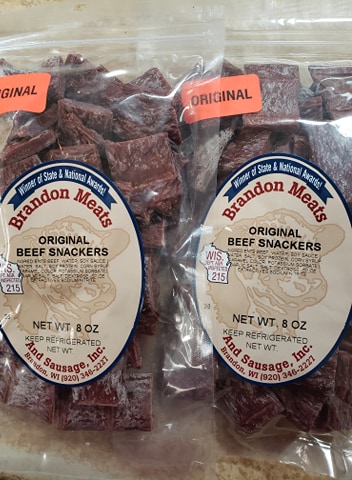 ORIGINAL
Winner of State & National Awards!
Brandon Meats
ORIGINAL
BEEF SNACKERS
WIS.
215
NET WT. 8 OZ
KEEP REFRIGERATED
NET WT.
And Sausage, Inc.
Brandon, WI (920) 346-2227
ORIGINAL
Winner of State & National Awards!
Brandon Meats
ORIGINAL
BEEF SNACKERS
WIS.
215
NET WT. 8 OZ
KEEP REFRIGERATED
NET WT.
And Sausage, Inc.
Brandon, WI (920) 346-2227